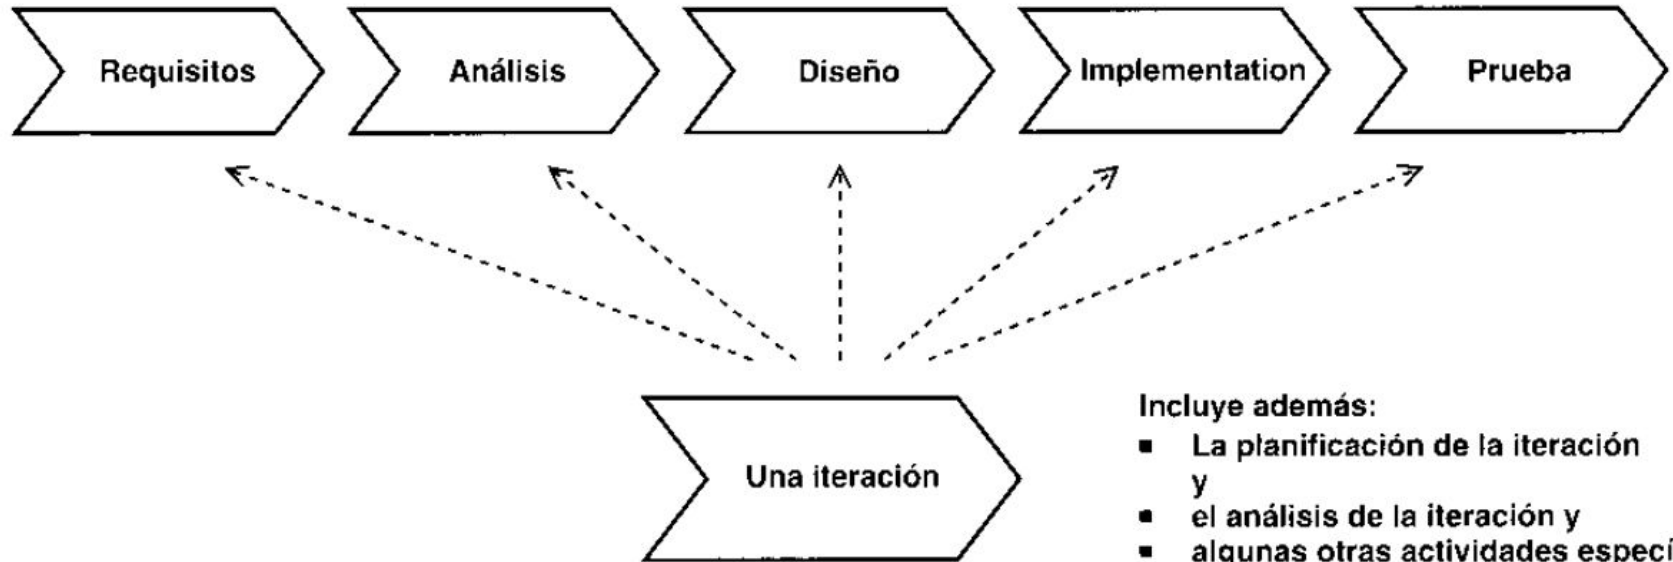 Requisitos
Análisis
Diseño
Implementation
Prueba
Una iteración
Incluye además:
▪ La planificación de la iteración
y
▪ el análisis de la iteración y
▪ algunas otras actividades especí